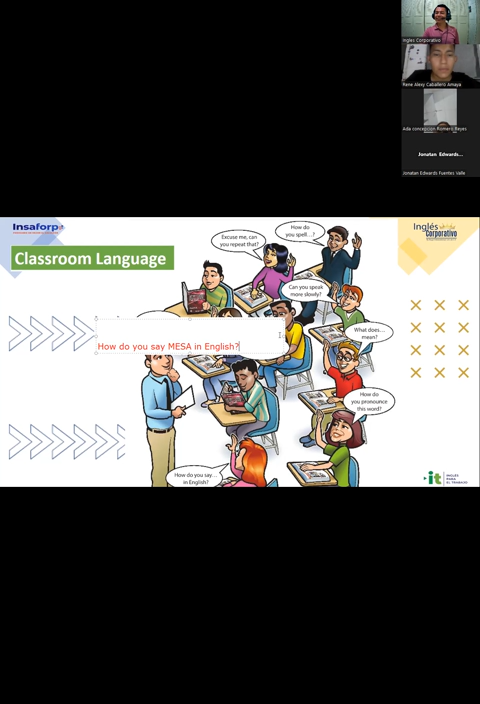 Ingles Corporativo
Rene Alexy Caballero Amaya
Ada concepcion Romero Reyes
Jonatan Edwards...
Jonatan Edwards Fuentes Valle
Insaforp
Inglés
Corporativo
Classroom Language
Excuse me, can
you repeat that?
How do
you spell...?
Can you speak
more slowly?
What does...
mean?
How do you say MESA in English?
How do
you pronounce
this word?
How do you say...
in English?
it
INGLÉS
PARA
EL TRABAJO